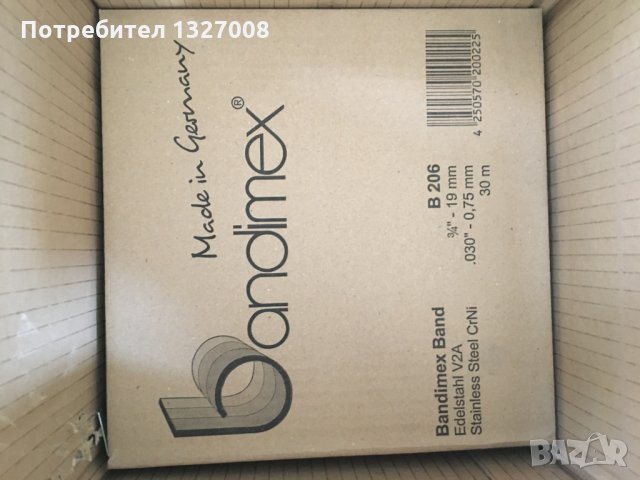 Потребител 1327008
Made in Germany
bandimex®
4 250570 200225
B 206
¾" - 19 mm
.030" - 0,75 mm
30 m
Bandimex Band
Edelstahl V2A
Stainless Steel CrNi
BAZAR